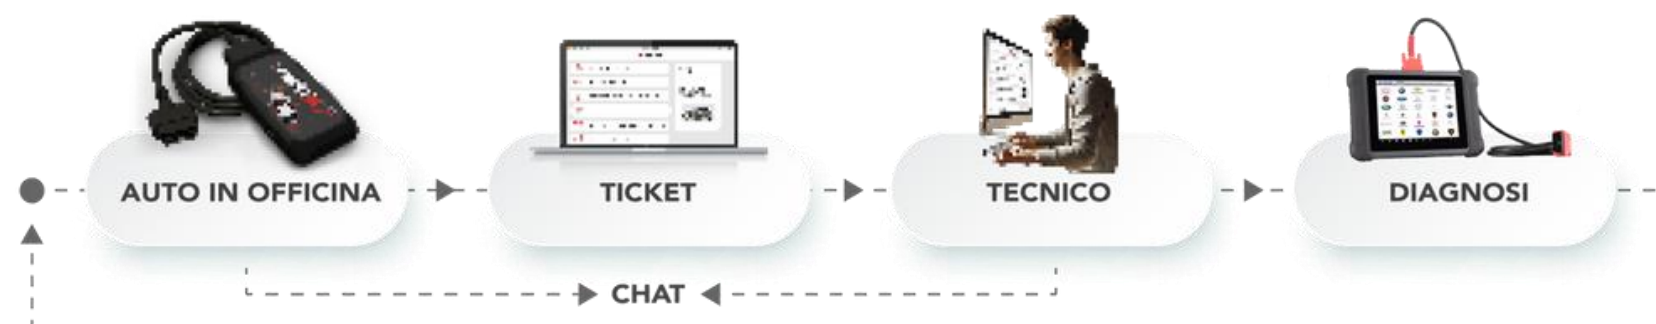 AUTO IN OFFICINA
TICKET
TECNICO
DIAGNOSI
CHAT